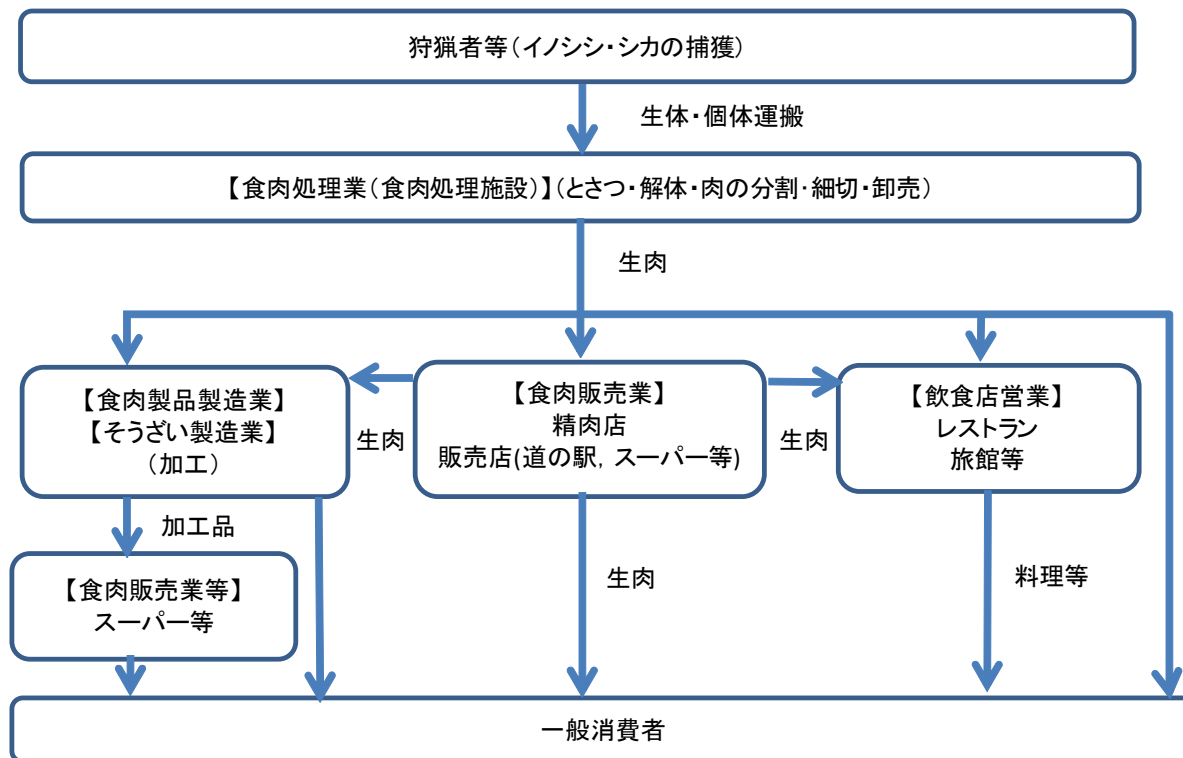 狩猟者等(イノシシ・シカの捕獲)
生体・個体運搬
【食肉処理業(食肉処理施設)】(とさつ・解体・肉の分割・細切・卸売)
生肉
【食肉製品製造業】
【そうざい製造業】
(加工)
生肉
【食肉販売業】
精肉店
販売店(道の駅, スーパー等)
生肉
【飲食店営業】
レストラン
旅館等
加工品
【食肉販売業等】
スーパー等
生肉
料理等
一般消費者